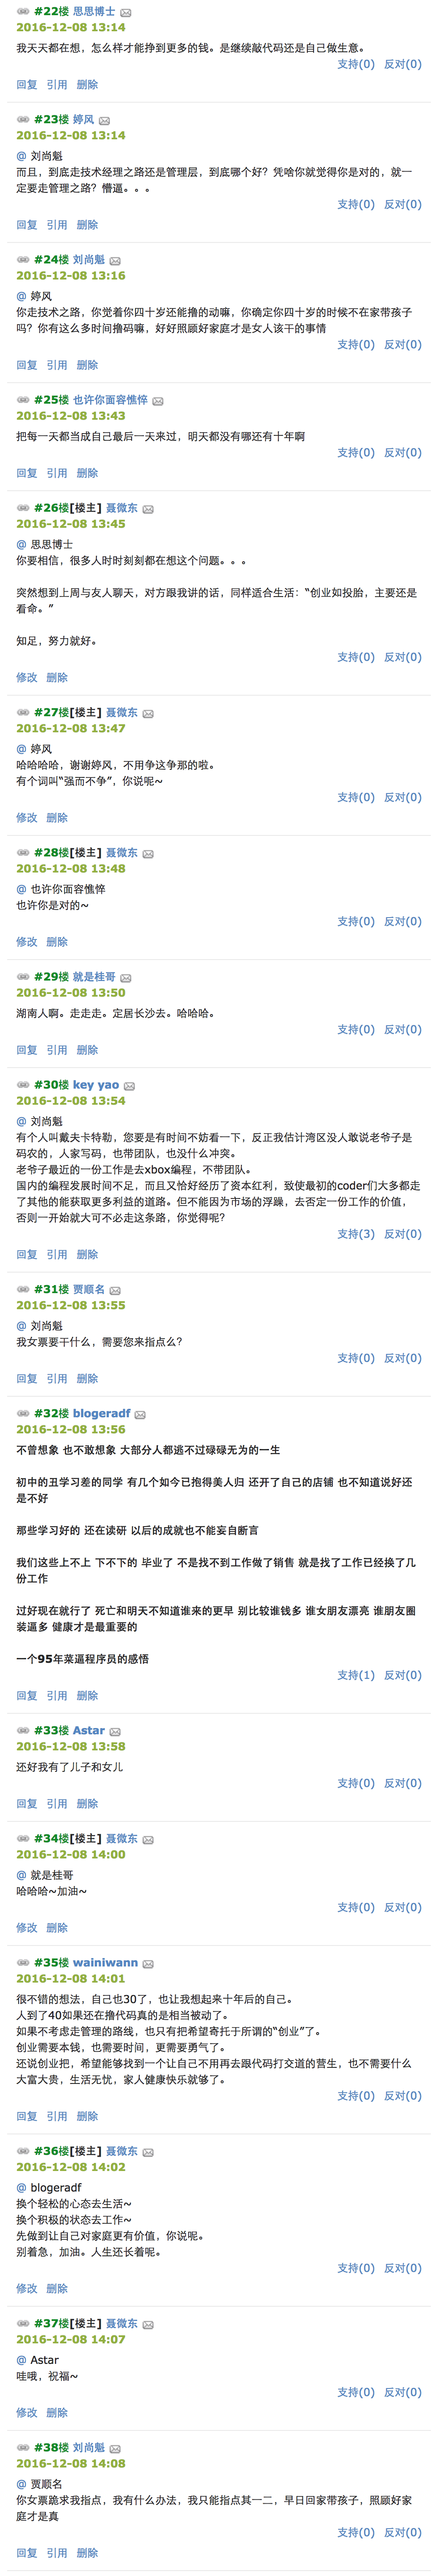 #22楼 思思博士
2016-12-08 13:14
我天天都在想，怎么样才能挣到更多的钱。是继续敲代码还是自己做生意。
支持(0) 反对(0)
回复 引用 删除
#23楼 婷风
2016-12-08 13:14
@ 刘尚魁
而且，到底走技术经理之路还是管理层，到底哪个好？凭啥你就觉得你是对的，就一
定要走管理之路？懵逼。。。
支持(0) 反对(0)
回复 引用 删除
#24楼 刘尚魁
2016-12-08 13:16
@ 婷风
你走技术之路，你觉着你四十岁还能撸的动嘛，你确定你四十岁的时候不在家带孩子
吗？你有这么多时间撸码嘛，好好照顾好家庭才是女人该干的事情
支持(0) 反对(0)
回复 引用 删除
#25楼 也许你面容憔悴
2016-12-08 13:43
把每一天都当成自己最后一天来过，明天都没有哪还有十年啊
支持(0) 反对(0)
回复 引用 删除
#26楼[楼主] 聂微东
2016-12-08 13:45
@ 思思博士
你要相信，很多人时时刻刻都在想这个问题。。。
突然想到上周与友人聊天，对方跟我讲的话，同样适合生活：“创业如投胎，主要还是
看命。”
知足，努力就好。
支持(0) 反对(0)
修改 删除
#27楼[楼主] 聂微东
2016-12-08 13:47
@ 婷风
哈哈哈哈，谢谢婷风，不用争这争那的啦。
有个词叫“强而不争”，你说呢~
支持(0) 反对(0)
修改 删除
#28楼[楼主] 聂微东
2016-12-08 13:48
@ 也许你面容憔悴
也许你是对的~
支持(0) 反对(0)
修改 删除
#29楼 就是桂哥
2016-12-08 13:50
湖南人啊。走走走。定居长沙去。哈哈哈。
支持(0) 反对(0)
回复 引用 删除
#30楼 key yao
2016-12-08 13:54
@ 刘尚魁
有个人叫戴夫卡特勒，您要是有时间不妨看一下，反正我估计湾区没人敢说老爷子是
码农的，人家写码，也带团队，也没什么冲突。
老爷子最近的一份工作是去xbox编程，不带团队。
国内的编程发展时间不足，而且又恰好经历了资本红利，致使最初的coder们大多都走
了其他的能获取更多利益的道路。但不能因为市场的浮躁，去否定一份工作的价值，
否则一开始就大可不必走这条路，你觉得呢？
支持(3) 反对(0)
回复 引用 删除
#31楼 贾顺名
2016-12-08 13:55
@ 刘尚魁
我女票要干什么，需要您来指点么？
支持(0) 反对(0)
回复 引用 删除
#32楼 blogeradf
2016-12-08 13:56
不曾想象 也不敢想象 大部分人都逃不过碌碌无为的一生
初中的丑学习差的同学 有几个如今已抱得美人归 还开了自己的店铺 也不知道说好还
是不好
那些学习好的 还在读研 以后的成就也不能妄自断言
我们这些上不上 下不下的 毕业了 不是找不到工作做了销售 就是找了工作已经换了几
份工作
过好现在就行了 死亡和明天不知道谁来的更早 别比较谁钱多 谁女朋友漂亮 谁朋友圈
装逼多 健康才是最重要的
一个95年菜逼程序员的感悟
支持(1) 反对(0)
回复 引用 删除
#33楼 Astar
2016-12-08 13:58
还好我有了儿子和女儿
支持(0) 反对(0)
回复 引用 删除
#34楼[楼主] 聂微东
2016-12-08 14:00
@ 就是桂哥
哈哈哈~加油~
支持(0) 反对(0)
修改 删除
#35楼 wainiwann
2016-12-08 14:01
很不错的想法，自己也30了，也让我想起来十年后的自己。
人到了40如果还在撸代码真的是相当被动了。
如果不考虑走管理的路线，也只有把希望寄托于所谓的“创业”了。
创业需要本钱，也需要时间，更需要勇气了。
还说创业把，希望能够找到一个让自己不用再去跟代码打交道的营生，也不需要什么
大富大贵，生活无忧，家人健康快乐就够了。
支持(0) 反对(0)
回复 引用 删除
#36楼[楼主] 聂微东
2016-12-08 14:02
@ blogeradf
换个轻松的心态去生活~
换个积极的状态去工作~
先做到让自己对家庭更有价值，你说呢。
别着急，加油。人生还长着呢。
支持(0) 反对(0)
修改 删除
#37楼[楼主] 聂微东
2016-12-08 14:07
@ Astar
哇哦，祝福~
支持(0) 反对(0)
修改 删除
#38楼 刘尚魁
2016-12-08 14:08
@ 贾顺名
你女票跪求我指点，我有什么办法，我只能指点其一二，早日回家带孩子，照顾好家
庭才是真
支持(0) 反对(0)
回复 引用 删除